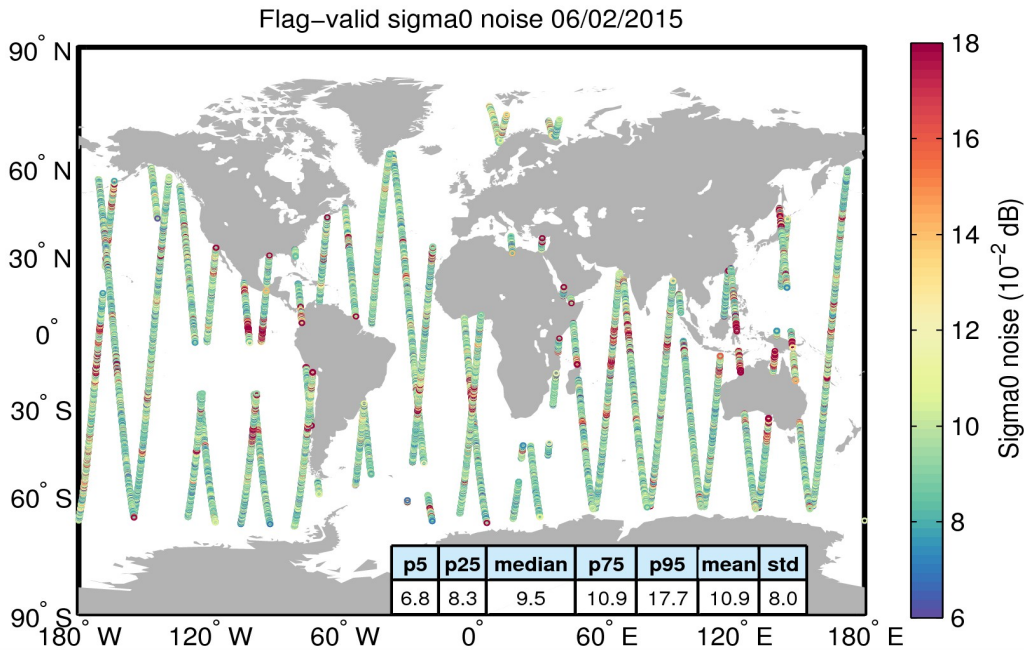 Flag−valid sigma0 noise 06/02/2015
90° N
60° N
30° N
0°
30° S
60° S
90° S
180° W
120° W
60° W
0°
60° E
120° E
180° E
p5 p25 median p75 p95 mean std
6.8 8.3 9.5 10.9 17.7 10.9 8.0
18
16
14
12
10
8
6
Sigma0 noise (10⁻² dB)